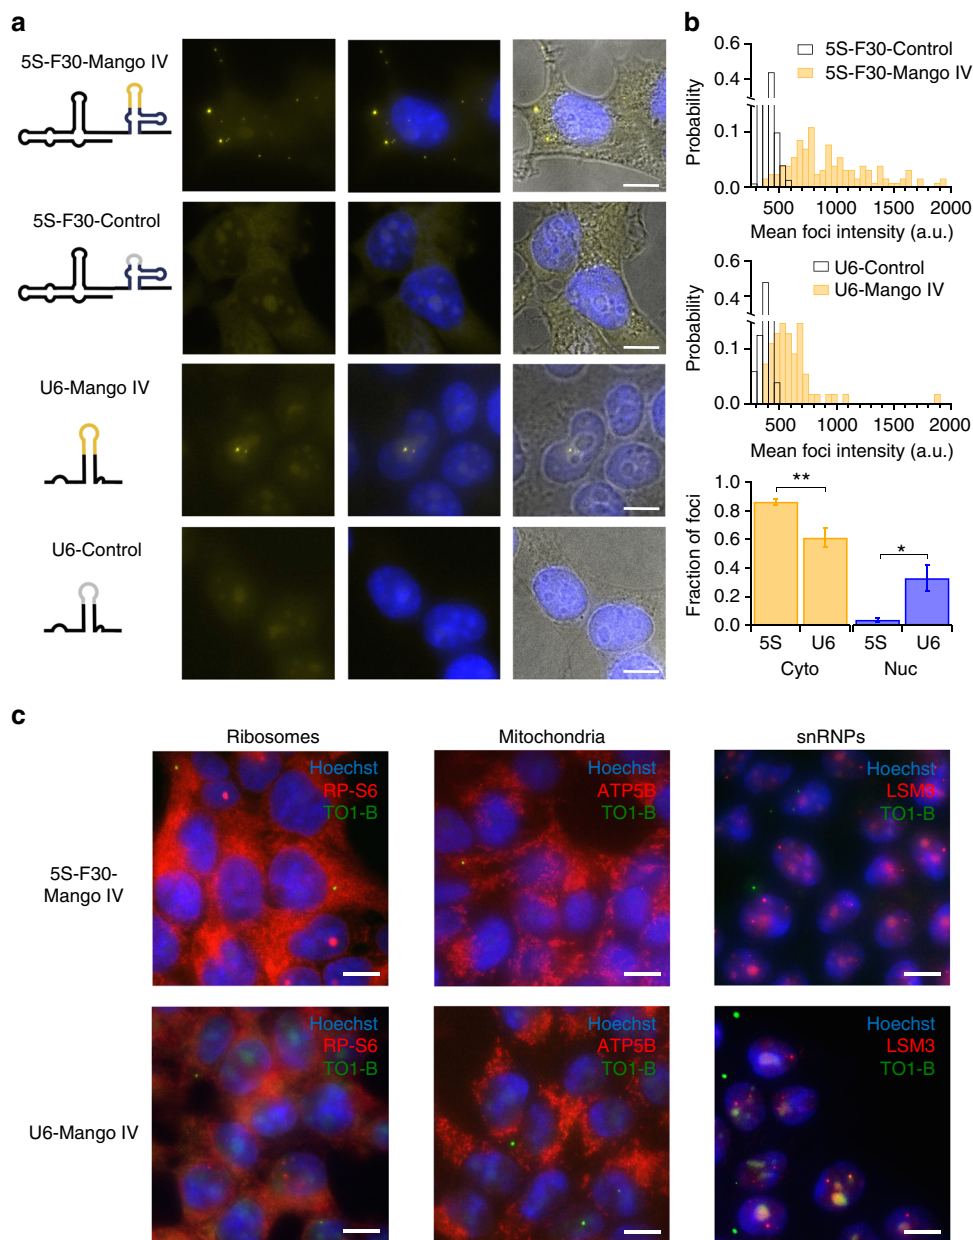 a
5S-F30-Mango IV
5S-F30-Control
U6-Mango IV
U6-Control
b
0.6
0.4
0.1
0.0
Probability
5S-F30-Control
5S-F30-Mango IV
500 1000 1500 2000
Mean foci intensity (a.u.)
0.6
0.4
0.1
0.0
Probability
U6-Control
U6-Mango IV
500 1000 1500 2000
Mean foci intensity (a.u.)
1.0
0.8
0.6
0.4
0.2
0.0
Fraction of foci
**
*
5S U6 5S U6
Cyto Nuc
c
Ribosomes Mitochondria snRNPs
5S-F30-
Mango IV
Hoechst
RP-S6
TO1-B
Hoechst
ATP5B
TO1-B
Hoechst
LSM3
TO1-B
U6-Mango IV
Hoechst
RP-S6
TO1-B
Hoechst
ATP5B
TO1-B
Hoechst
LSM3
TO1-B